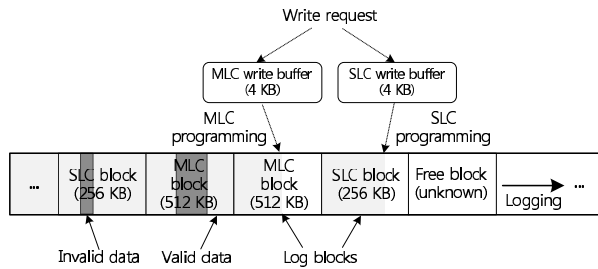 Write request
MLC write buffer
(4 KB)
SLC write buffer
(4 KB)
MLC
programming
SLC
programming
...
SLC block
(256 KB)
MLC
block
(512 KB)
MLC
block
(512 KB)
SLC block
(256 KB)
Free block
(unknown)
Logging
...
Invalid data
Valid data
Log blocks